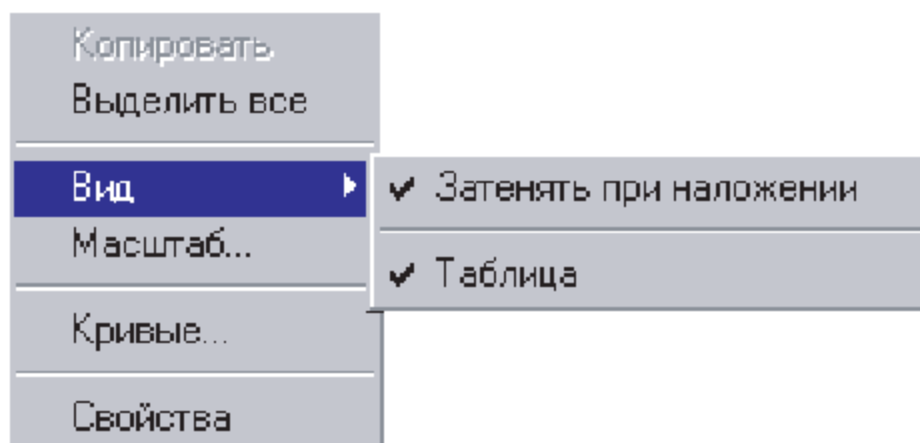 Копировать
Выделить все
Вид
Затенять при наложении
Масштаб...
Таблица
Кривые...
Свойства